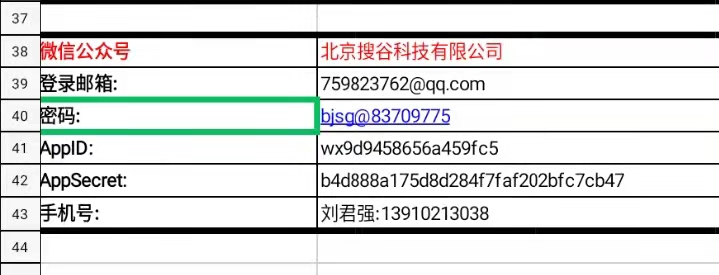 37
38 微信公众号 北京搜谷科技有限公司
39 登录邮箱: 759823762@qq.com
40 密码: bjsg@83709775
41 AppID: wx9d9458656a459fc5
42 AppSecret: b4d888a175d8d284f7faf202bfc7cb47
43 手机号: 刘君强:13910213038
44